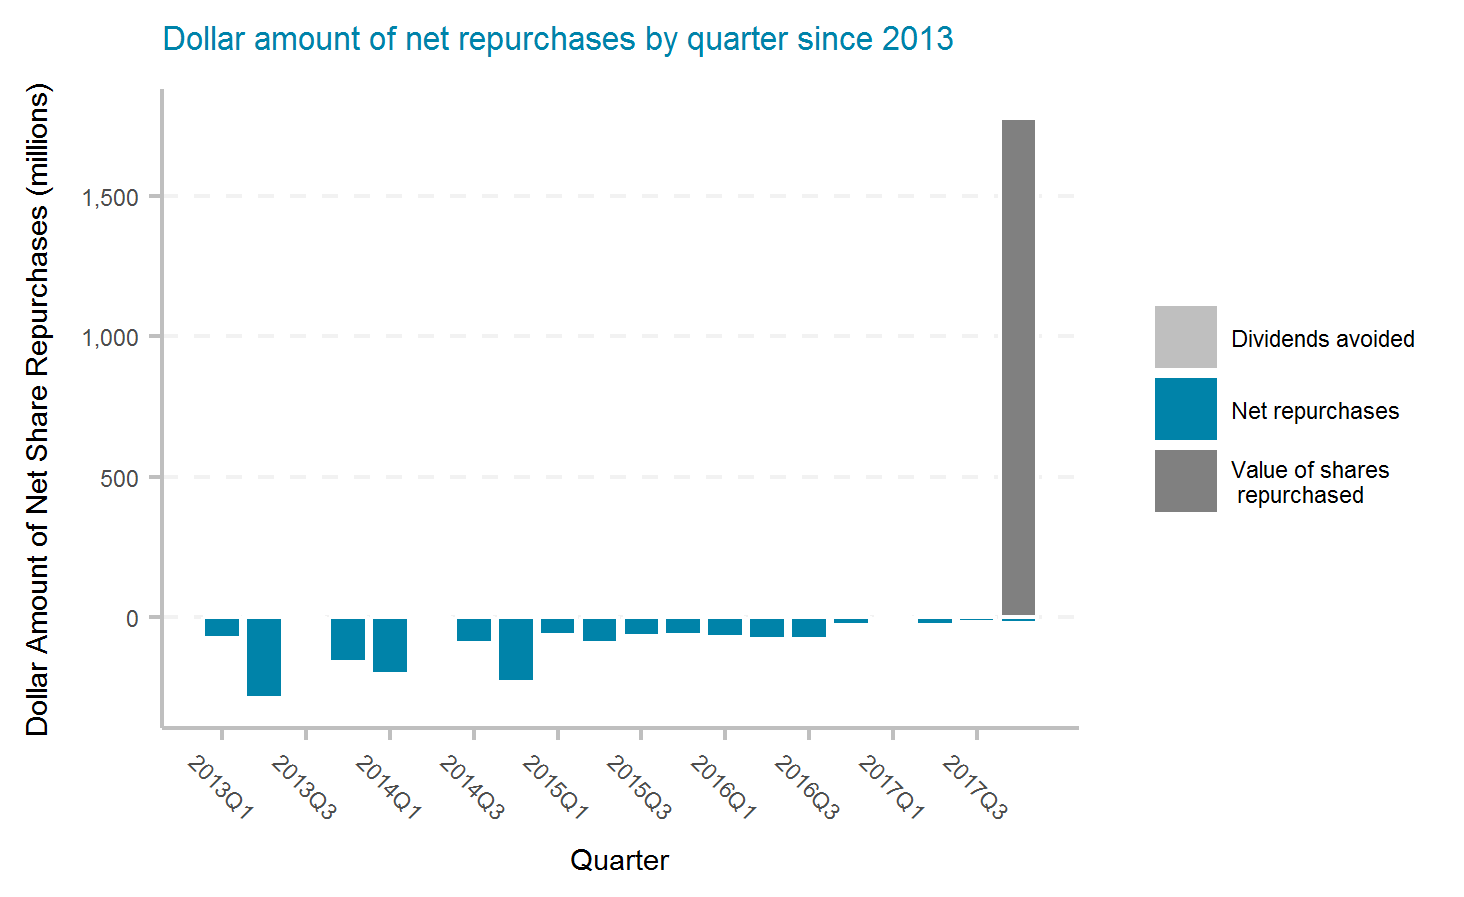 Dollar amount of net repurchases by quarter since 2013
Dollar Amount of Net Share Repurchases (millions)
1,500
1,000
500
0
2013Q1
2013Q3
2014Q1
2014Q3
2015Q1
2015Q3
2016Q1
2016Q3
2017Q1
2017Q3
Quarter
Dividends avoided
Net repurchases
Value of shares
repurchased